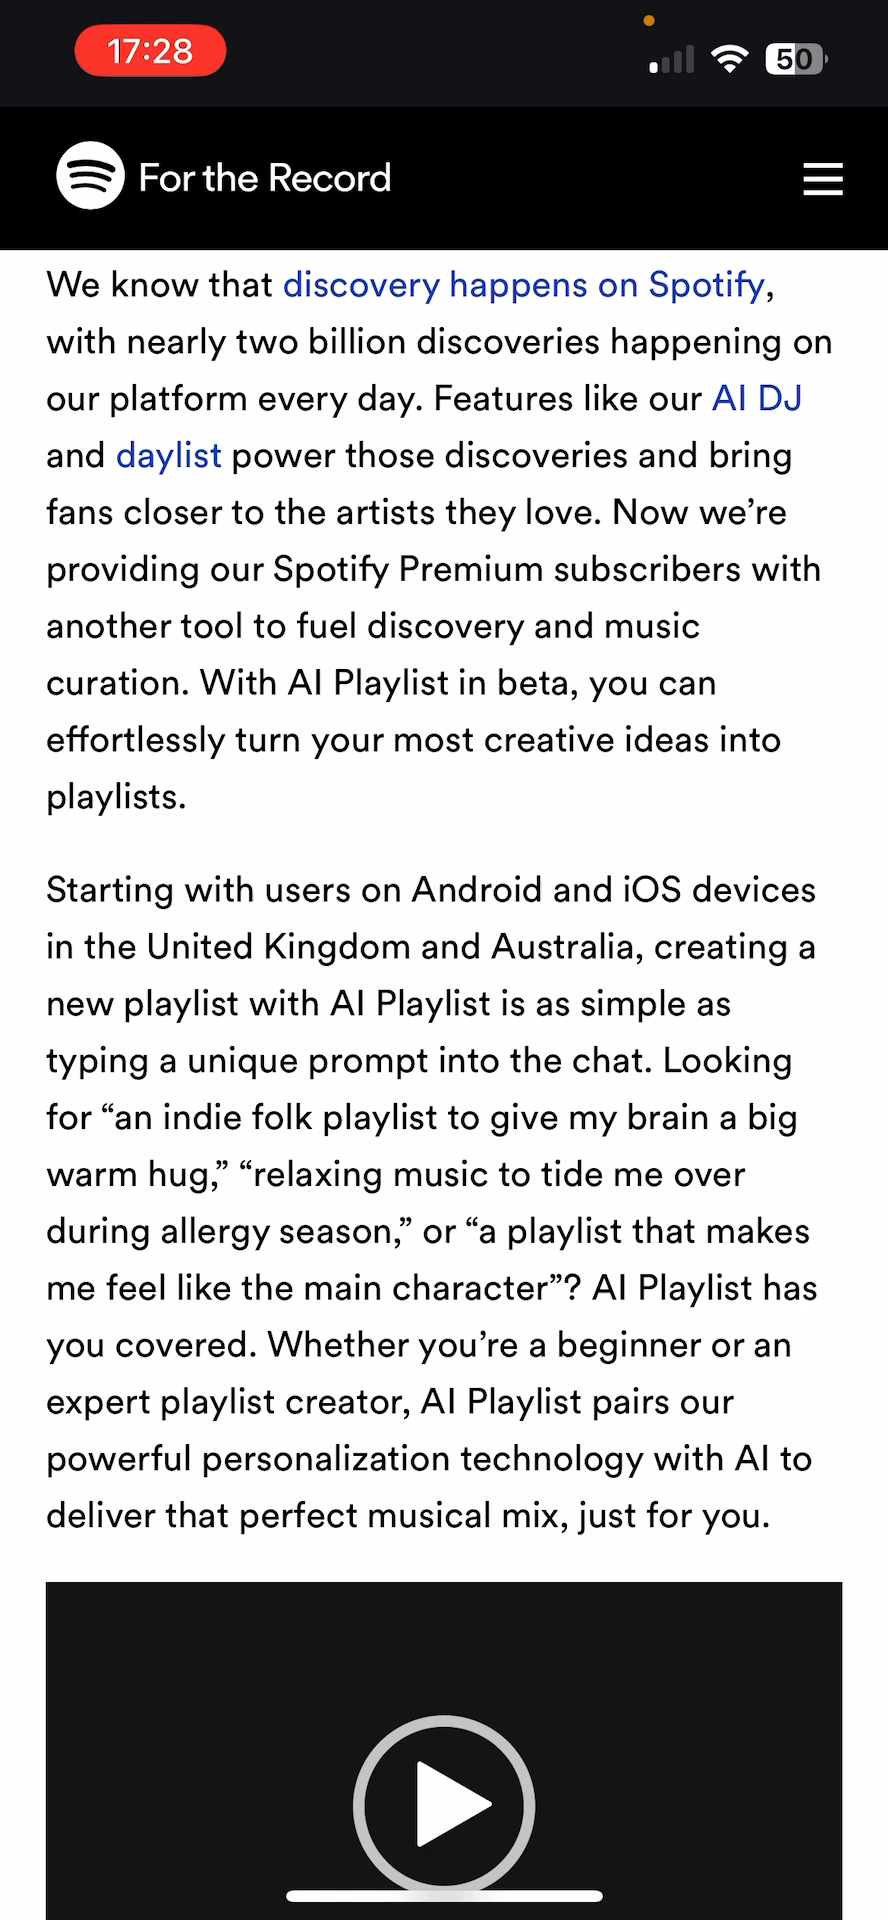 17:28
50
For the Record
We know that discovery happens on Spotify,
with nearly two billion discoveries happening on
our platform every day. Features like our AI DJ
and daylist power those discoveries and bring
fans closer to the artists they love. Now we’re
providing our Spotify Premium subscribers with
another tool to fuel discovery and music
curation. With AI Playlist in beta, you can
effortlessly turn your most creative ideas into
playlists.
Starting with users on Android and iOS devices
in the United Kingdom and Australia, creating a
new playlist with AI Playlist is as simple as
typing a unique prompt into the chat. Looking
for “an indie folk playlist to give my brain a big
warm hug,” “relaxing music to tide me over
during allergy season,” or “a playlist that makes
me feel like the main character”? AI Playlist has
you covered. Whether you’re a beginner or an
expert playlist creator, AI Playlist pairs our
powerful personalization technology with AI to
deliver that perfect musical mix, just for you.